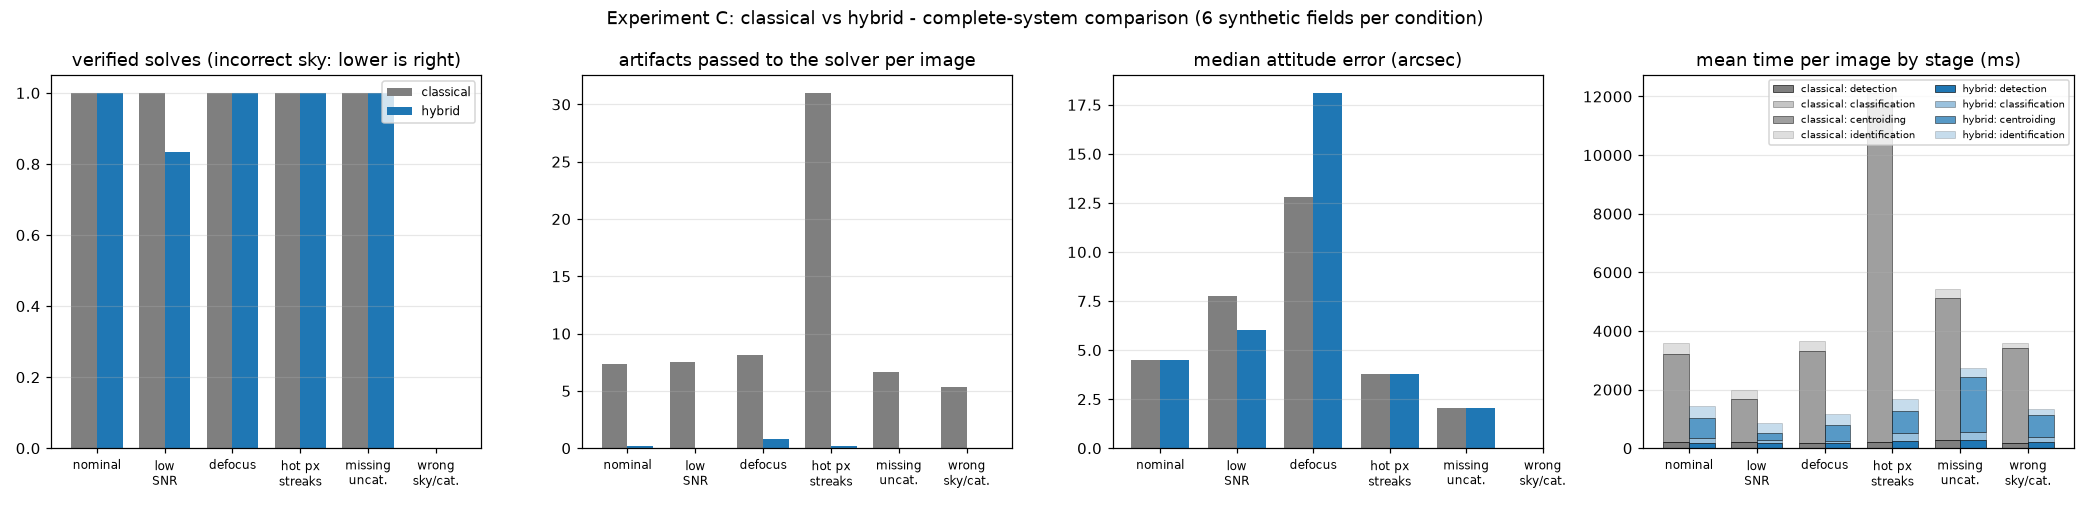 Experiment C: classical vs hybrid - complete-system comparison (6 synthetic fields per condition)
verified solves (incorrect sky: lower is right)
1.0
0.8
0.6
0.4
0.2
0.0
classical
hybrid
nominal
low
SNR
defocus
hot px
streaks
missing
uncat.
wrong
sky/cat.
artifacts passed to the solver per image
30
25
20
15
10
5
0
nominal
low
SNR
defocus
hot px
streaks
missing
uncat.
wrong
sky/cat.
median attitude error (arcsec)
17.5
15.0
12.5
10.0
7.5
5.0
2.5
0.0
nominal
low
SNR
defocus
hot px
streaks
missing
uncat.
wrong
sky/cat.
mean time per image by stage (ms)
12000
10000
8000
6000
4000
2000
0
classical: detection
classical: classification
classical: centroiding
classical: identification
hybrid: detection
hybrid: classification
hybrid: centroiding
hybrid: identification
nominal
low
SNR
defocus
hot px
streaks
missing
uncat.
wrong
sky/cat.